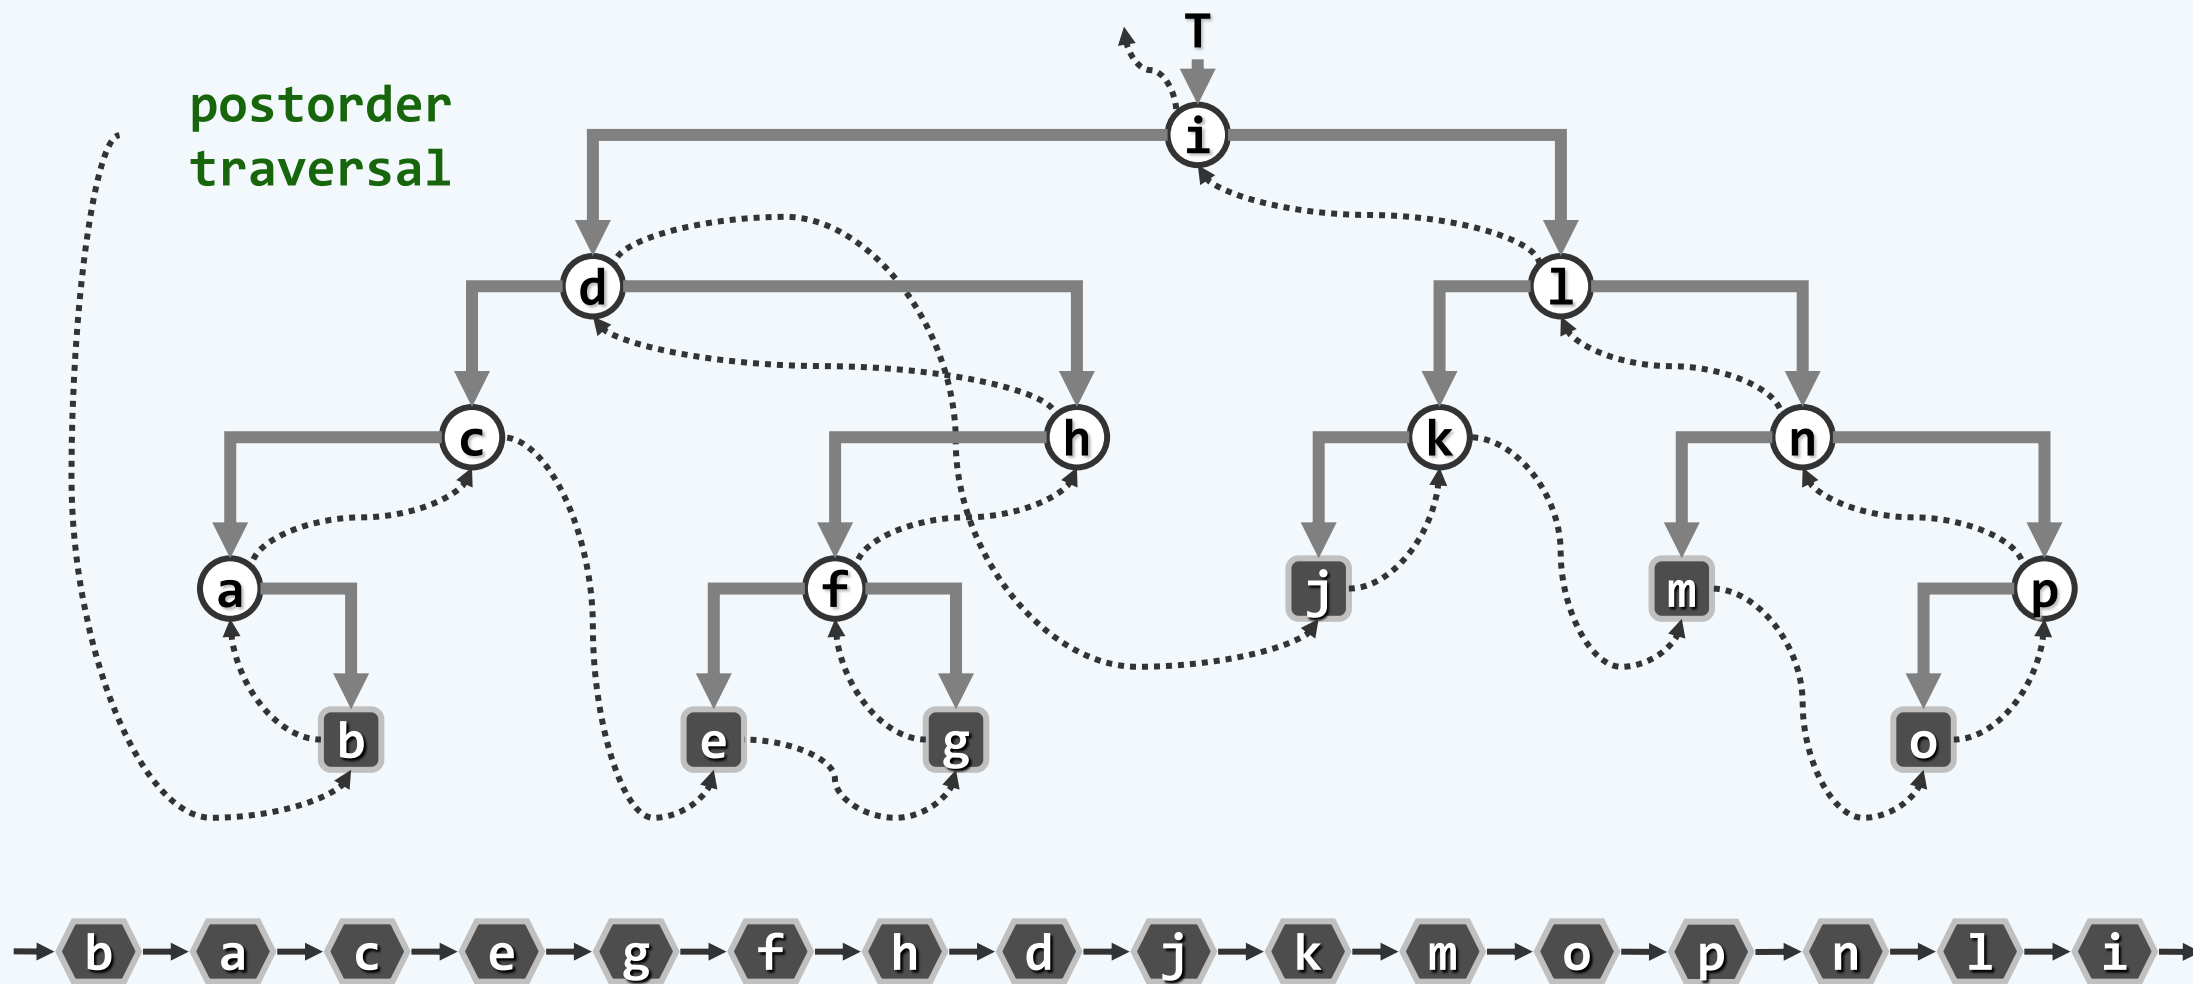 T
postorder
traversal
i
d l
c h k n
a f j m p
b e g o
b a c e g f h d j k m o p n l i